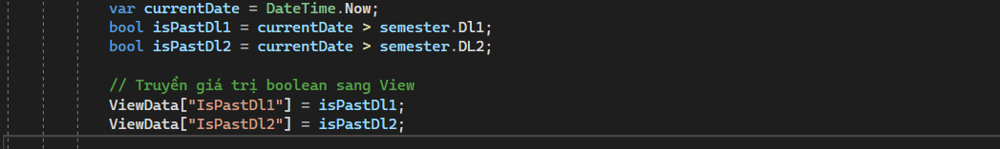 var currentDate = DateTime.Now;
bool isPastDl1 = currentDate > semester.Dl1;
bool isPastDl2 = currentDate > semester.DL2;
// Truyền giá trị boolean sang View
ViewData["IsPastDl1"] = isPastDl1;
ViewData["IsPastDl2"] = isPastDl2;